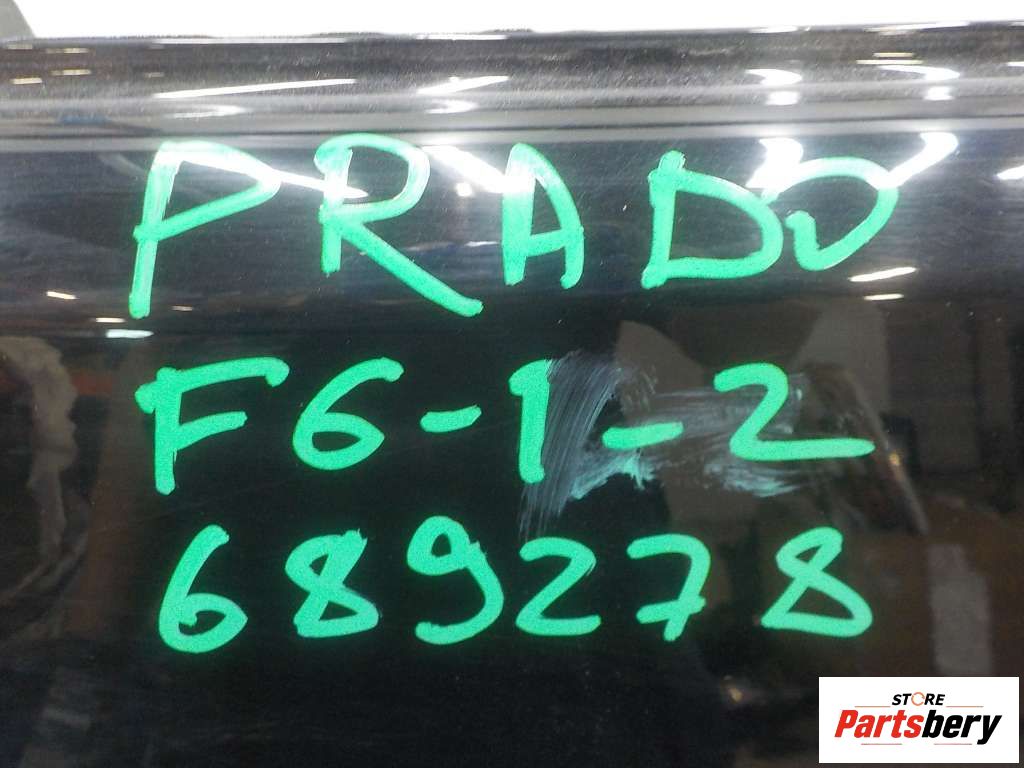 PRADO
F6-1-2
689278
STORE
Partsbery